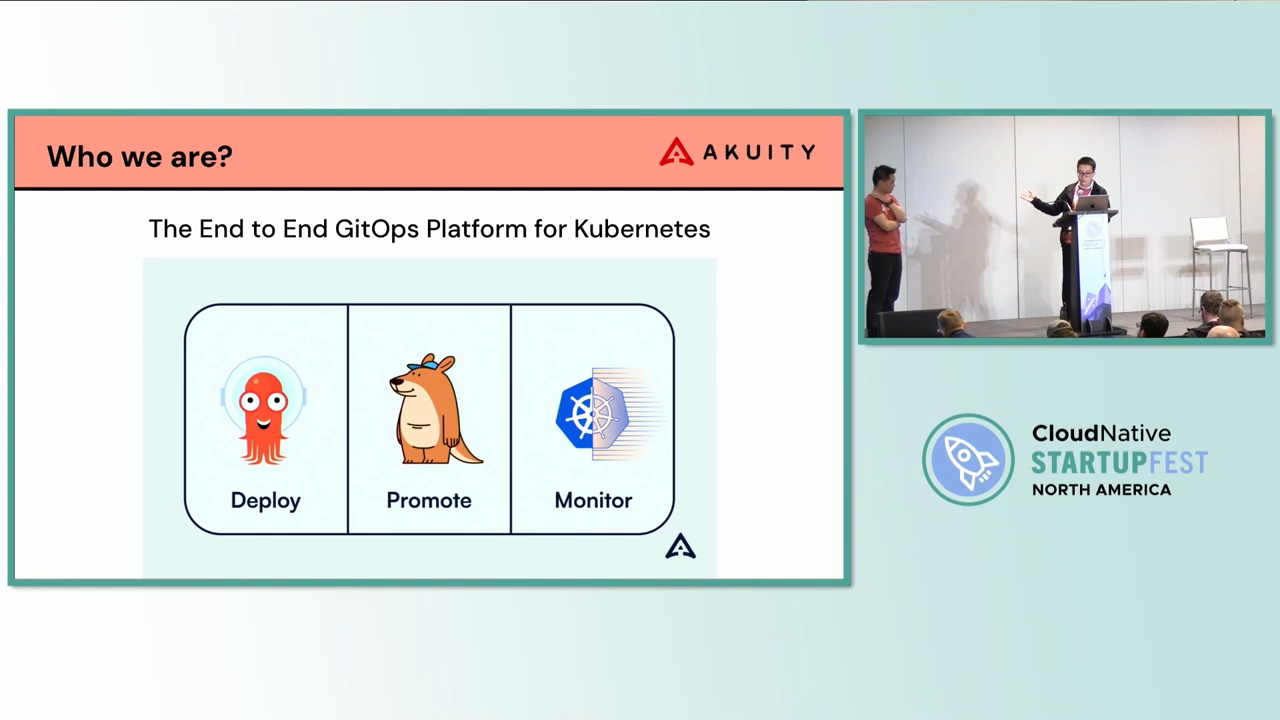 Who we are?
AKUITY
The End to End GitOps Platform for Kubernetes
Deploy
Promote
Monitor
CloudNative
STARTUPFEST
NORTH AMERICA